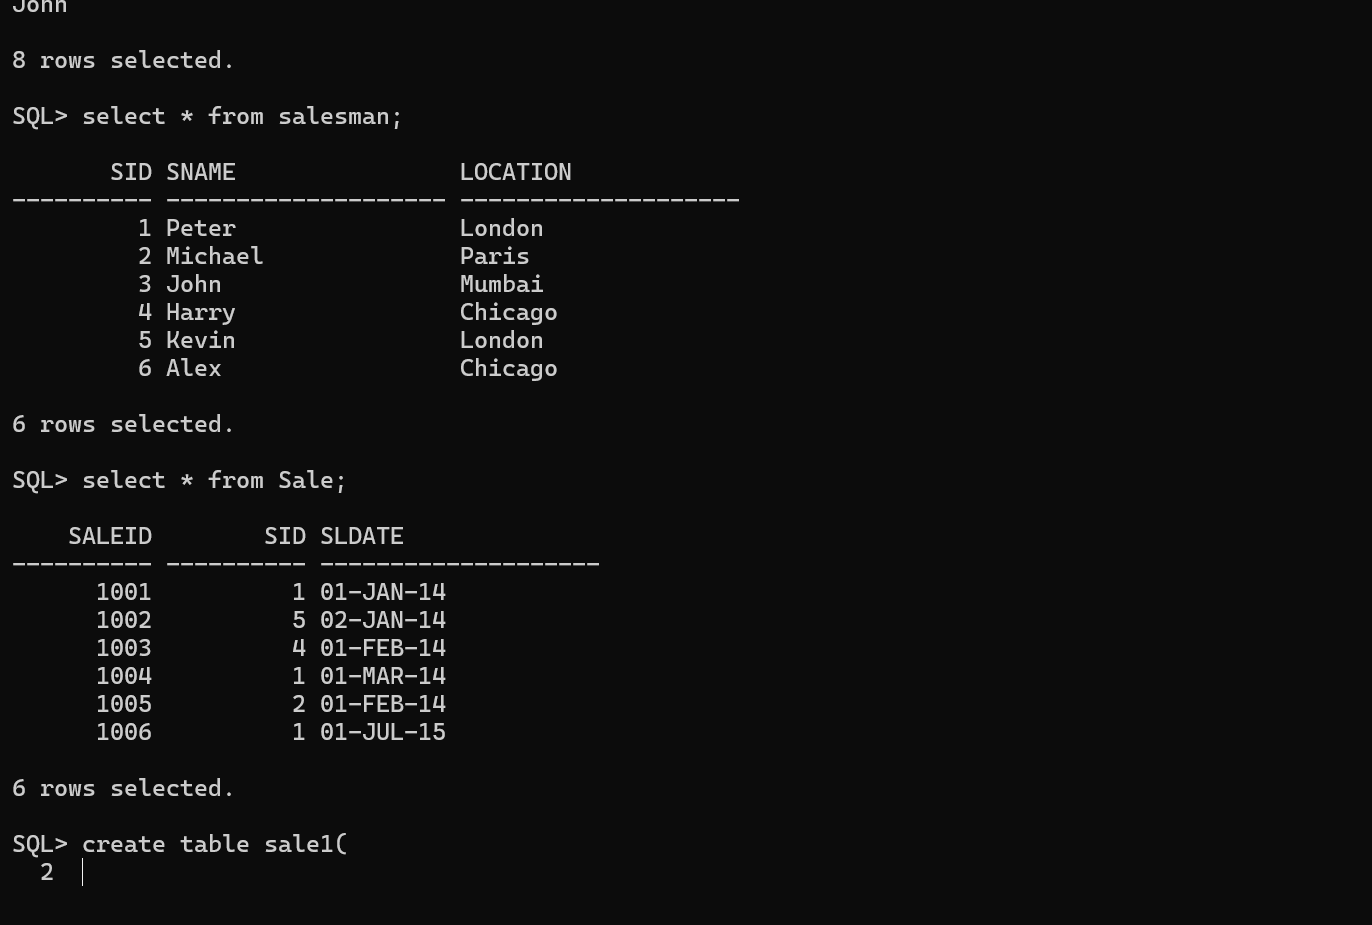 John
8 rows selected.
SQL> select * from salesman;
       SID SNAME                LOCATION
---------- -------------------- --------------------
         1 Peter                London
         2 Michael              Paris
         3 John                 Mumbai
         4 Harry                Chicago
         5 Kevin                London
         6 Alex                 Chicago
6 rows selected.
SQL> select * from Sale;
    SALEID        SID SLDATE
---------- ---------- --------------------
      1001          1 01-JAN-14
      1002          5 02-JAN-14
      1003          4 01-FEB-14
      1004          1 01-MAR-14
      1005          2 01-FEB-14
      1006          1 01-JUL-15
6 rows selected.
SQL> create table sale1(
  2